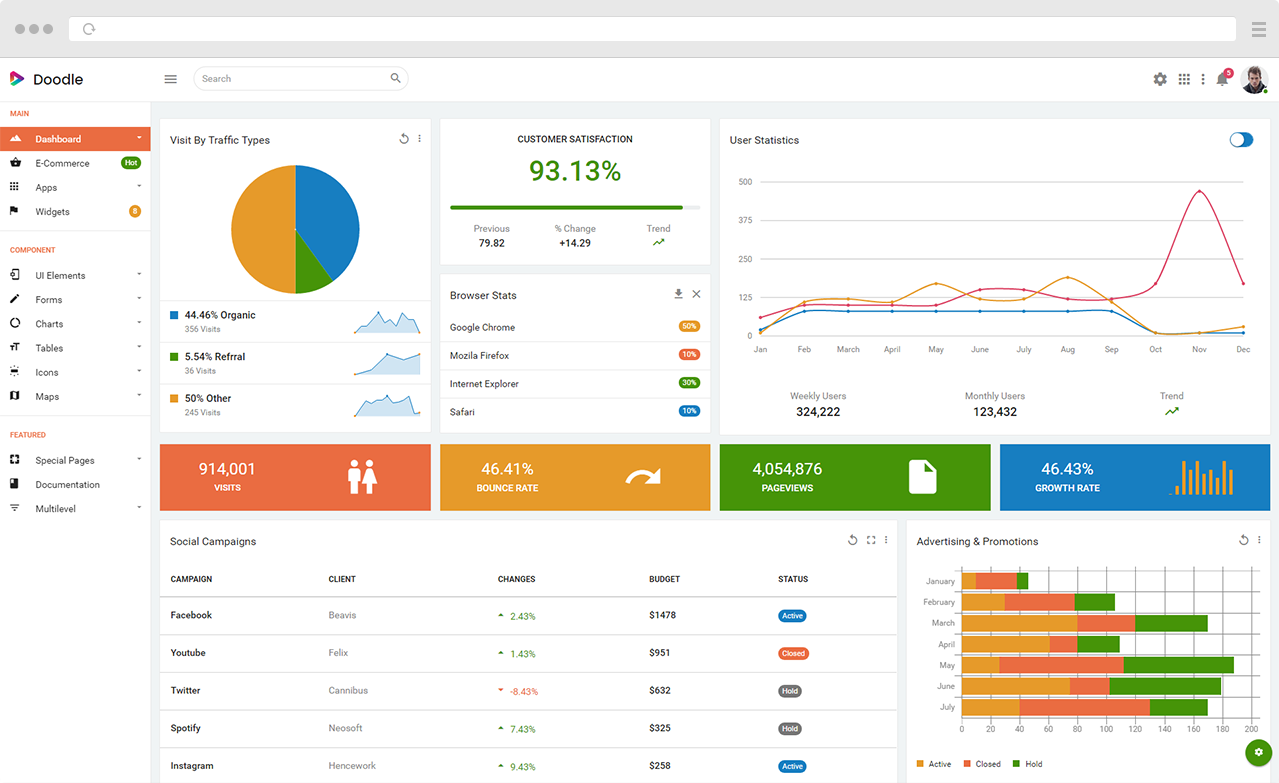 Doodle
Search
5
MAIN
Dashboard
E-Commerce Hot
Apps
Widgets 8
COMPONENT
UI Elements
Forms
Charts
Tables
Icons
Maps
FEATURED
Special Pages
Documentation
Multilevel
Visit By Traffic Types
44.46% Organic
356 Visits
5.54% Refrral
36 Visits
50% Other
245 Visits
CUSTOMER SATISFACTION
93.13%
Previous % Change Trend
79.82 +14.29
Browser Stats
Google Chrome 50%
Mozila Firefox 10%
Internet Explorer 30%
Safari 10%
User Statistics
500
375
250
125
0
Jan Feb March April May June July Aug Sep Oct Nov Dec
Weekly Users Monthly Users Trend
324,222 123,432
914,001
VISITS
46.41%
BOUNCE RATE
4,054,876
PAGEVIEWS
46.43%
GROWTH RATE
Social Campaigns
CAMPAIGN CLIENT CHANGES BUDGET STATUS
Facebook Beavis 2.43% $1478 Active
Youtube Felix 1.43% $951 Closed
Twitter Cannibus -8.43% $632 Hold
Spotify Neosoft 7.43% $325 Hold
Instagram Hencework 9.43% $258 Active
Advertising & Promotions
January
February
March
April
May
June
July
0 20 40 60 80 100 120 140 160 180 200
Active Closed Hold